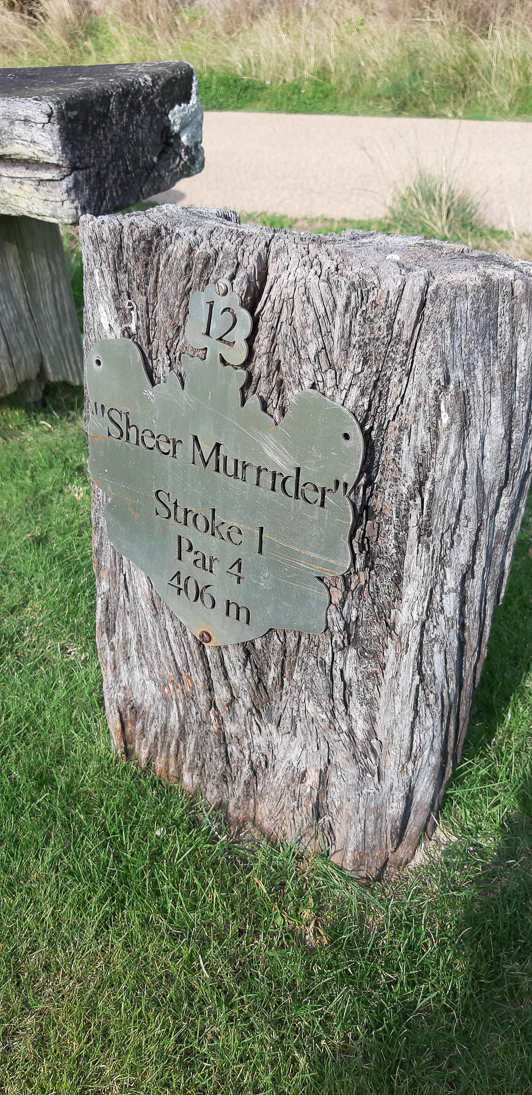 12
"Sheer Murrrder"
Stroke 1
Par 4
406 m